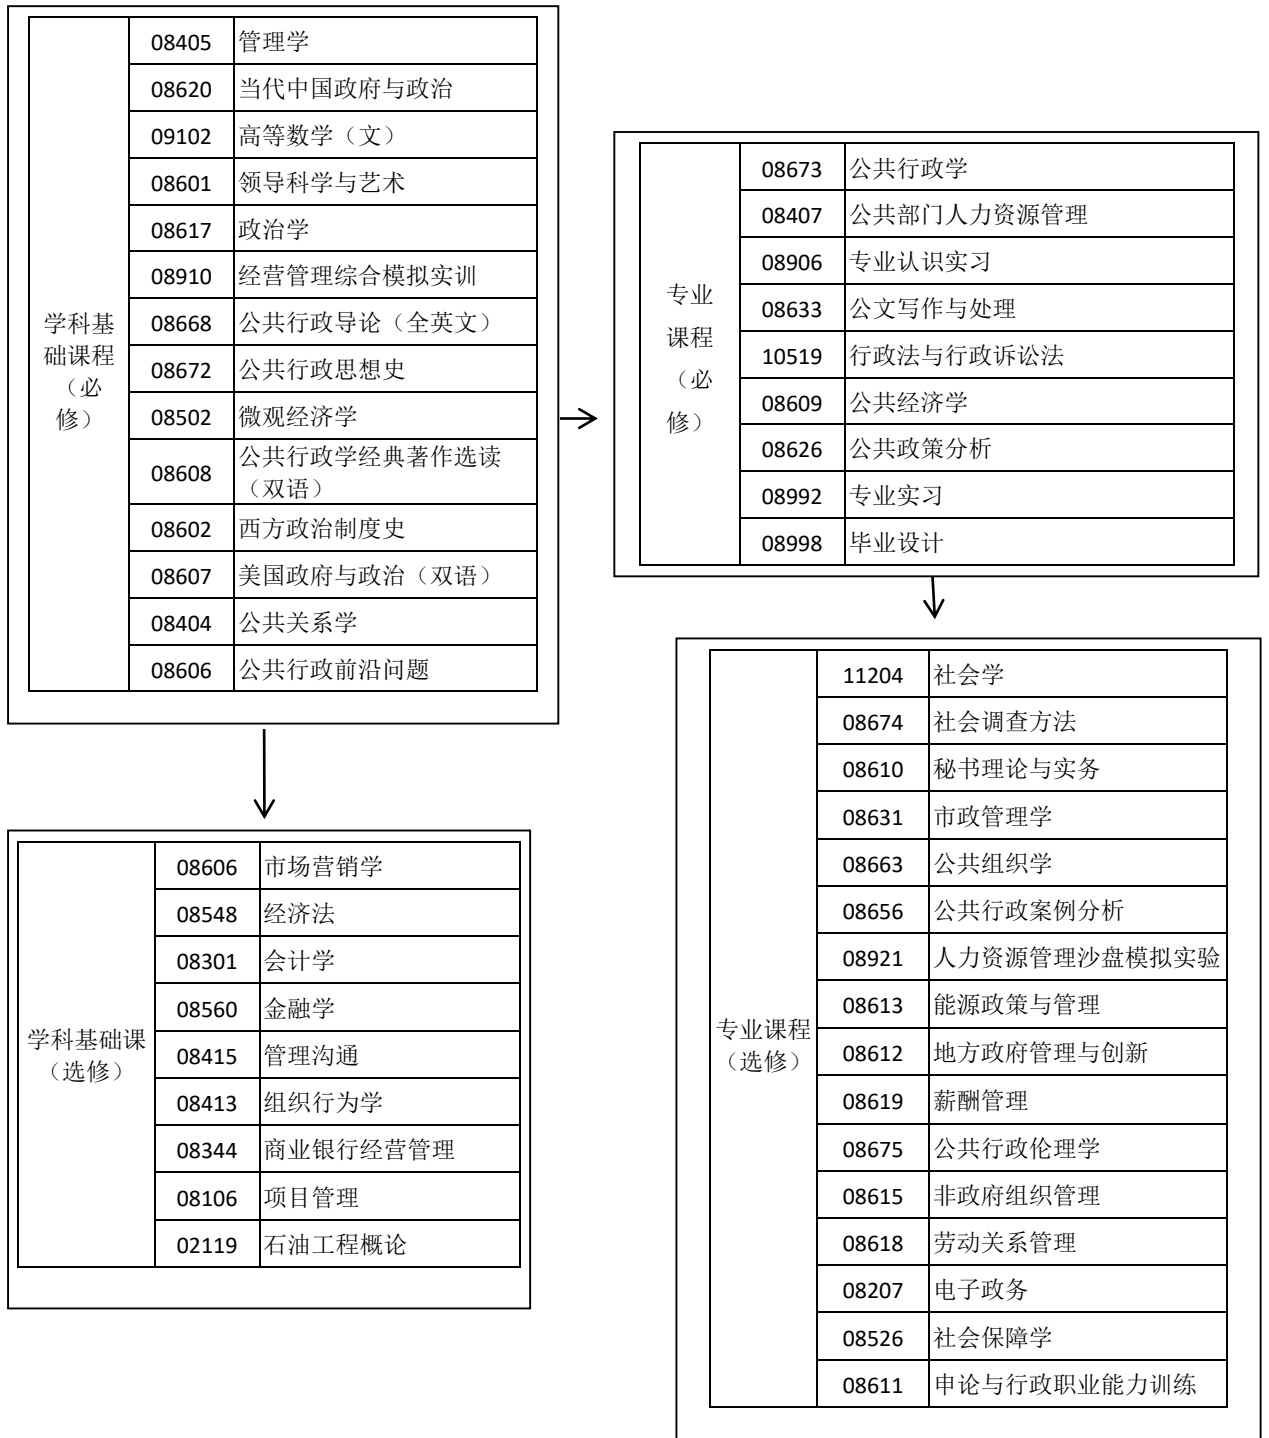 学科基
础课程
（必
修）
08405 管理学
08620 当代中国政府与政治
09102 高等数学（文）
08601 领导科学与艺术
08617 政治学
08910 经营管理综合模拟实训
08668 公共行政导论（全英文）
08672 公共行政思想史
08502 微观经济学
08608 公共行政学经典著作选读
（双语）
08602 西方政治制度史
08607 美国政府与政治（双语）
08404 公共关系学
08606 公共行政前沿问题
专业
课程
（必
修）
08673 公共行政学
08407 公共部门人力资源管理
08906 专业认识实习
08633 公文写作与处理
10519 行政法与行政诉讼法
08609 公共经济学
08626 公共政策分析
08992 专业实习
08998 毕业设计
学科基础课
（选修）
08606 市场营销学
08548 经济法
08301 会计学
08560 金融学
08415 管理沟通
08413 组织行为学
08344 商业银行经营管理
08106 项目管理
02119 石油工程概论
专业课程
（选修）
11204 社会学
08674 社会调查方法
08610 秘书理论与实务
08631 市政管理学
08663 公共组织学
08656 公共行政案例分析
08921 人力资源管理沙盘模拟实验
08613 能源政策与管理
08612 地方政府管理与创新
08619 薪酬管理
08675 公共行政伦理学
08615 非政府组织管理
08618 劳动关系管理
08207 电子政务
08526 社会保障学
08611 申论与行政职业能力训练